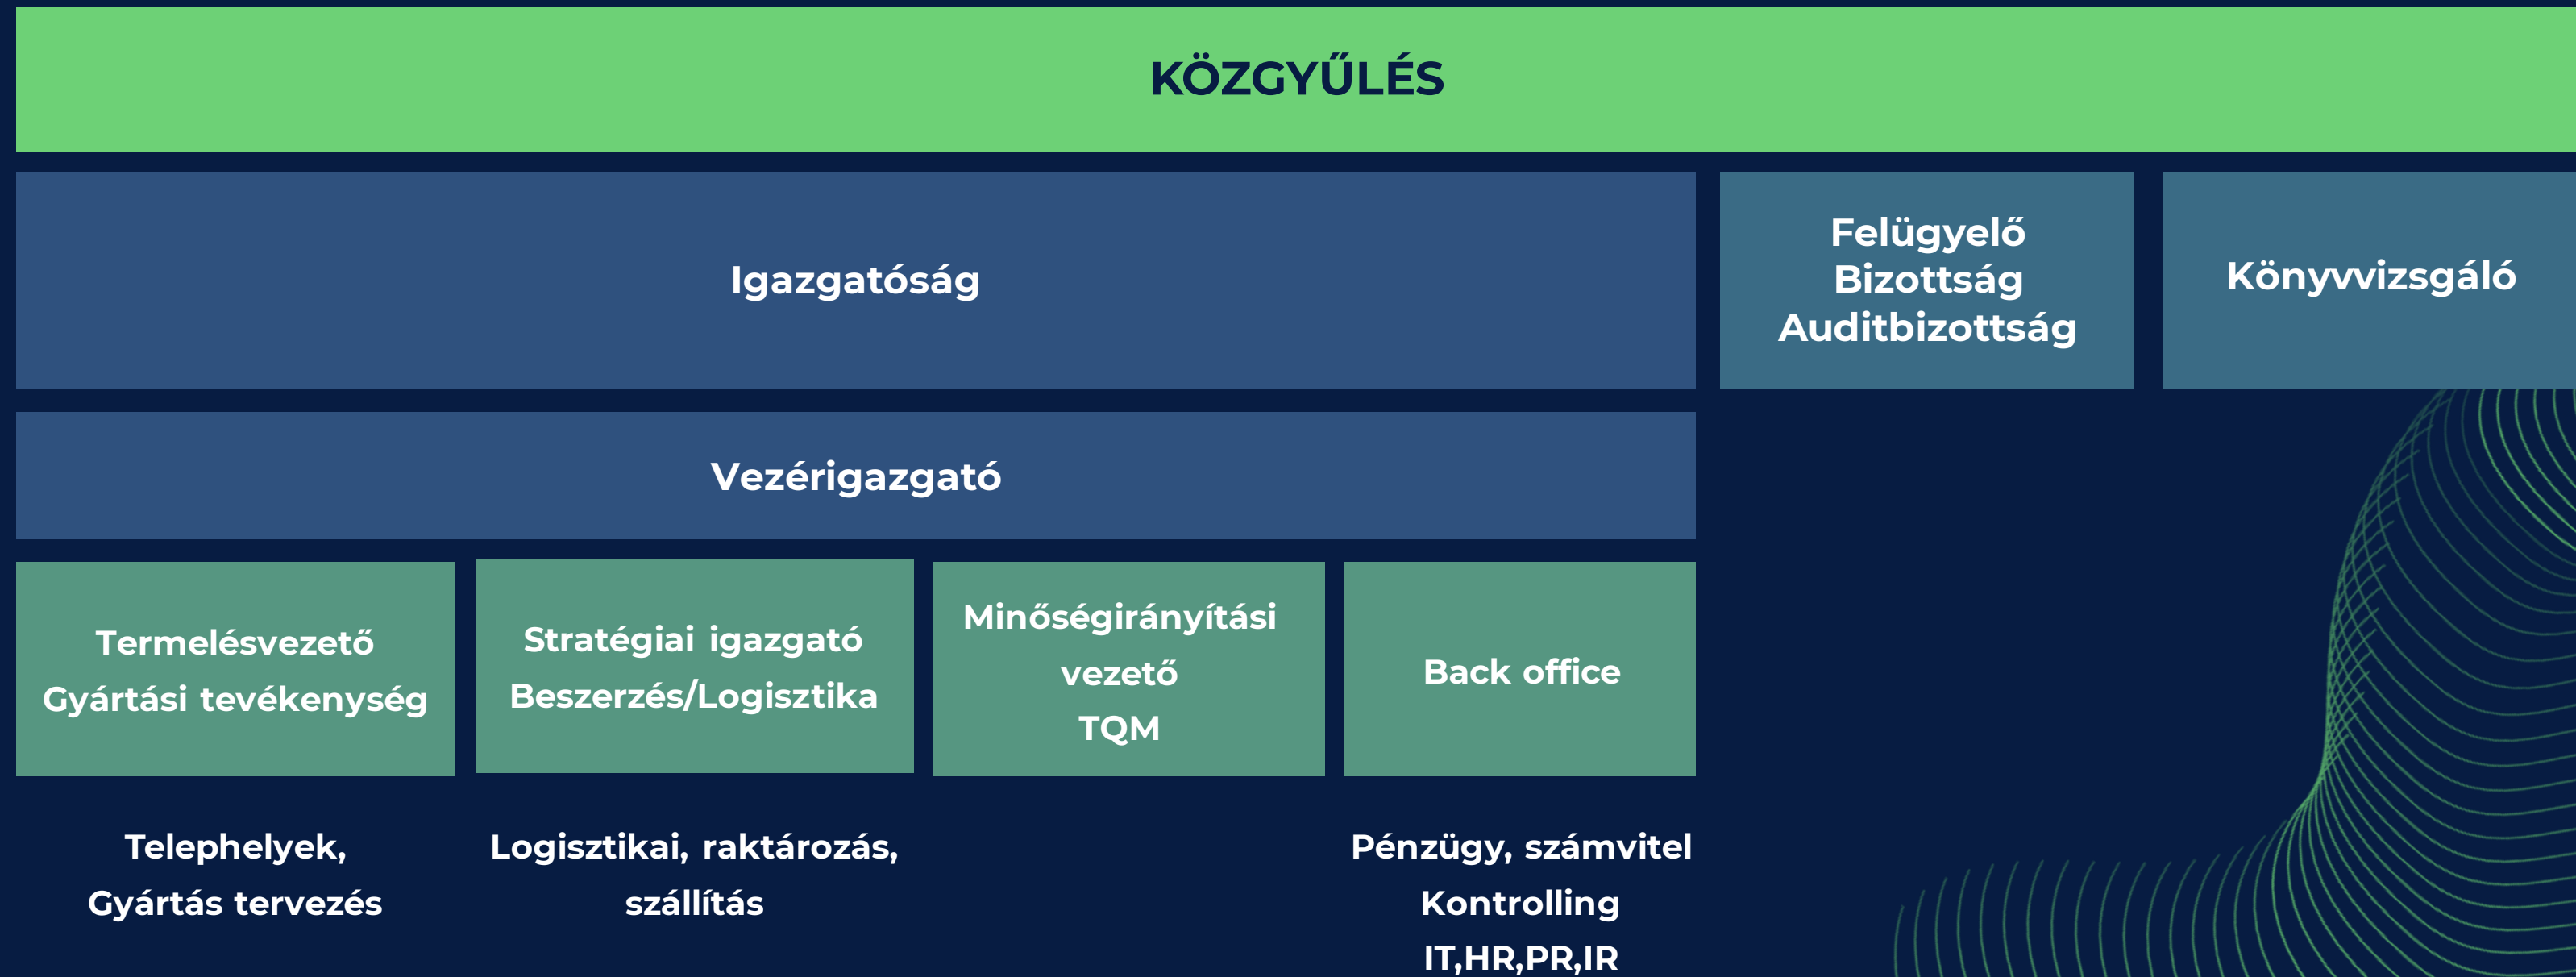 KÖZGYŰLÉS
Igazgatóság
Felügyelő
Bizottság
Auditbizottság
Könyvvizsgáló
Vezérigazgató
Termelésvezető
Gyártási tevékenység
Stratégiai igazgató
Beszerzés/Logisztika
Minőségirányítási
vezető
TQM
Back office
Telephelyek,
Gyártás tervezés
Logisztikai, raktározás,
szállítás
Pénzügy, számvitel
Kontrolling
IT,HR,PR,IR